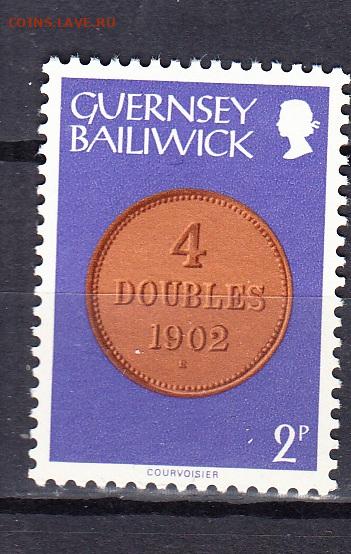 COINS.LAVE.RU
GUERNSEY
BAILIWICK
4
DOUBLES
1902
H
2P
COURVOISIER